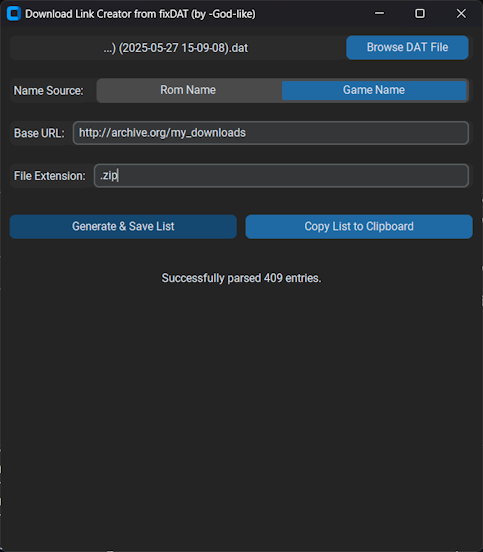 Download Link Creator from fixDAT (by -God-like)
...) (2025-05-27 15-09-08).dat
Browse DAT File
Name Source:
Rom Name
Game Name
Base URL:
http://archive.org/my_downloads
File Extension:
.zip
Generate & Save List
Copy List to Clipboard
Successfully parsed 409 entries.